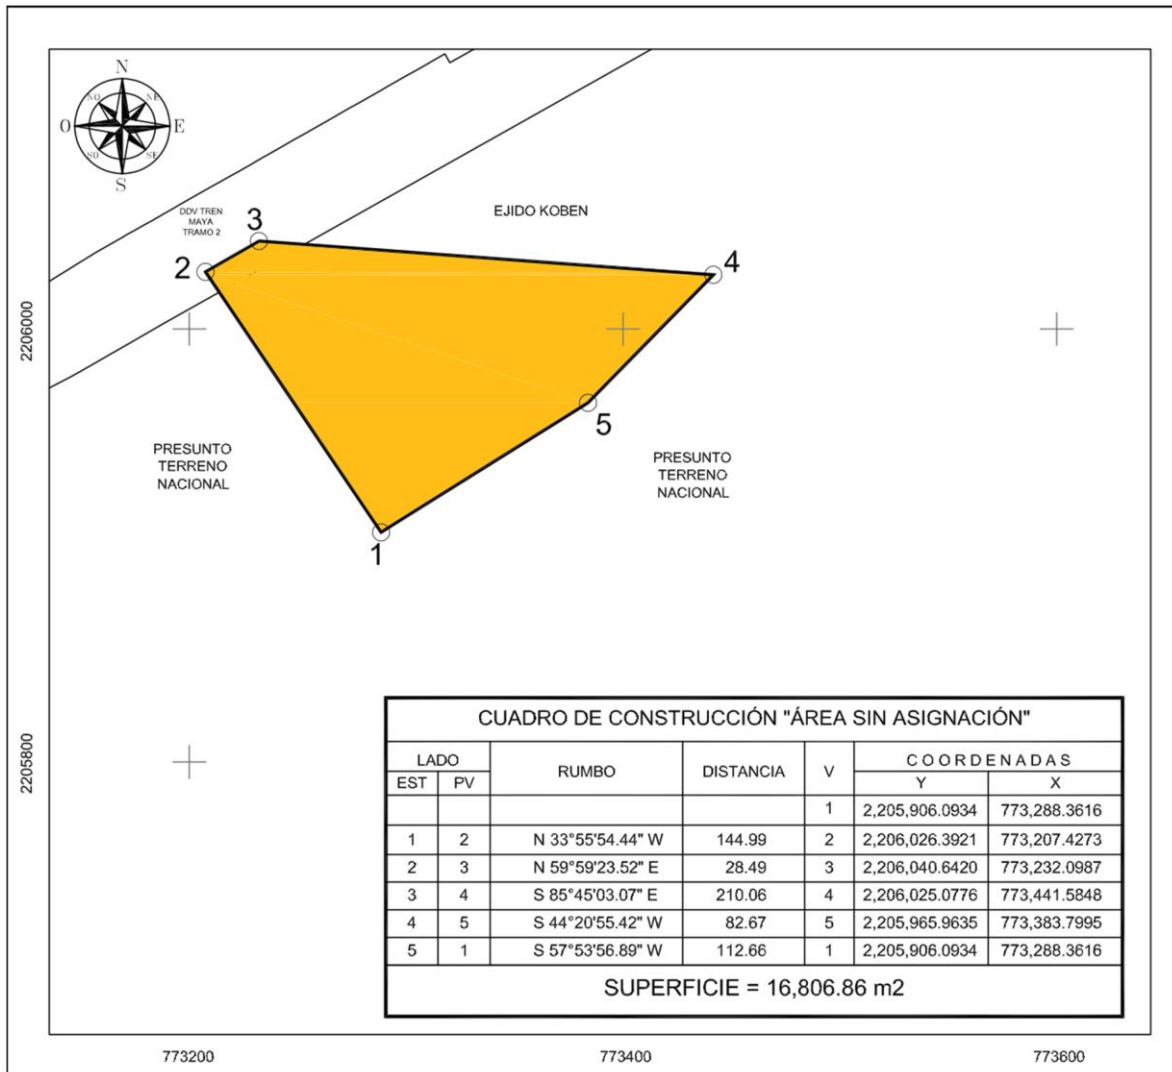 N
NO NE
O E
SO SE
S
DDV TREN
MAYA
TRAMO 2
3
EJIDO KOBEN
2
4
2206000
5
PRESUNTO
TERRENO
NACIONAL
PRESUNTO
TERRENO
NACIONAL
1
2205800
CUADRO DE CONSTRUCCIÓN "ÁREA SIN ASIGNACIÓN"
LADO RUMBO DISTANCIA V COORDENADAS
EST PV Y X
1 2,205,906.0934 773,288.3616
1 2 N 33°55'54.44" W 144.99 2 2,206,026.3921 773,207.4273
2 3 N 59°59'23.52" E 28.49 3 2,206,040.6420 773,232.0987
3 4 S 85°45'03.07" E 210.06 4 2,206,025.0776 773,441.5848
4 5 S 44°20'55.42" W 82.67 5 2,205,965.9635 773,383.7995
5 1 S 57°53'56.89" W 112.66 1 2,205,906.0934 773,288.3616
SUPERFICIE = 16,806.86 m2
773200 773400 773600